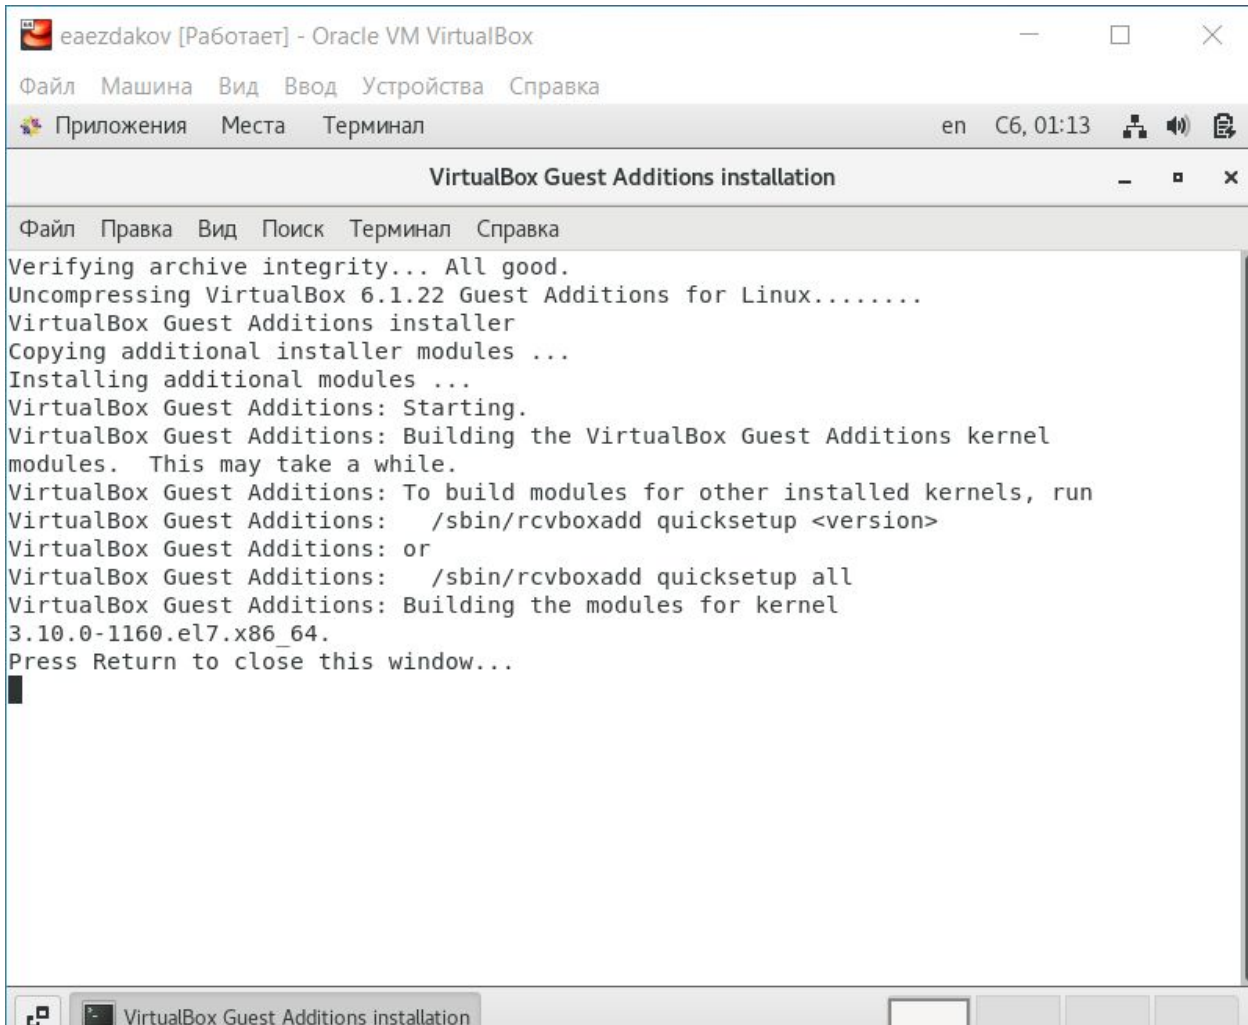 eaezdakov [Работает] - Oracle VM VirtualBox
Файл Машина Вид Ввод Устройства Справка
Приложения Места Терминал en Сб, 01:13
VirtualBox Guest Additions installation
Файл Правка Вид Поиск Терминал Справка
Verifying archive integrity... All good.
Uncompressing VirtualBox 6.1.22 Guest Additions for Linux........
VirtualBox Guest Additions installer
Copying additional installer modules ...
Installing additional modules ...
VirtualBox Guest Additions: Starting.
VirtualBox Guest Additions: Building the VirtualBox Guest Additions kernel
modules.  This may take a while.
VirtualBox Guest Additions: To build modules for other installed kernels, run
VirtualBox Guest Additions:   /sbin/rcvboxadd quicksetup <version>
VirtualBox Guest Additions: or
VirtualBox Guest Additions:   /sbin/rcvboxadd quicksetup all
VirtualBox Guest Additions: Building the modules for kernel
3.10.0-1160.el7.x86_64.
Press Return to close this window...
VirtualBox Guest Additions installation